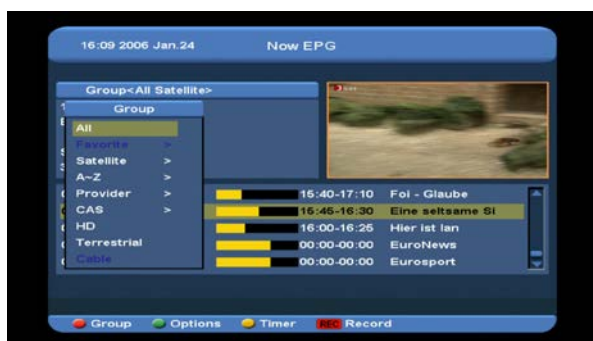 16:09 2006 Jan.24 Now EPG
Group<All Satellite>
Group
All
Favorite >
Satellite >
A~Z >
Provider >
CAS >
HD
Terrestrial
Cable
15:40-17:10 Foi - Glaube
15:45-16:30 Eine seltsame Si
16:00-16:25 Hier ist Ian
00:00-00:00 EuroNews
00:00-00:00 Eurosport
Group Options Timer REC Record